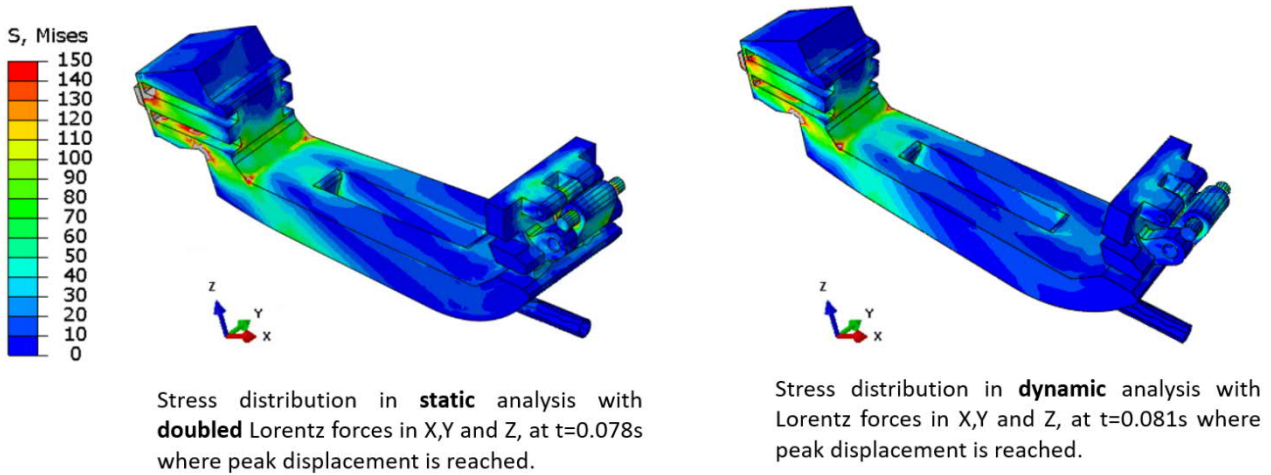 S, Mises
150
140
130
120
110
100
90
80
70
60
50
40
30
20
10
0
Z
Y
X
Z
Y
X
Stress distribution in static analysis with
doubled Lorentz forces in X,Y and Z, at t=0.078s
where peak displacement is reached.
Stress distribution in dynamic analysis with
Lorentz forces in X,Y and Z, at t=0.081s where
peak displacement is reached.